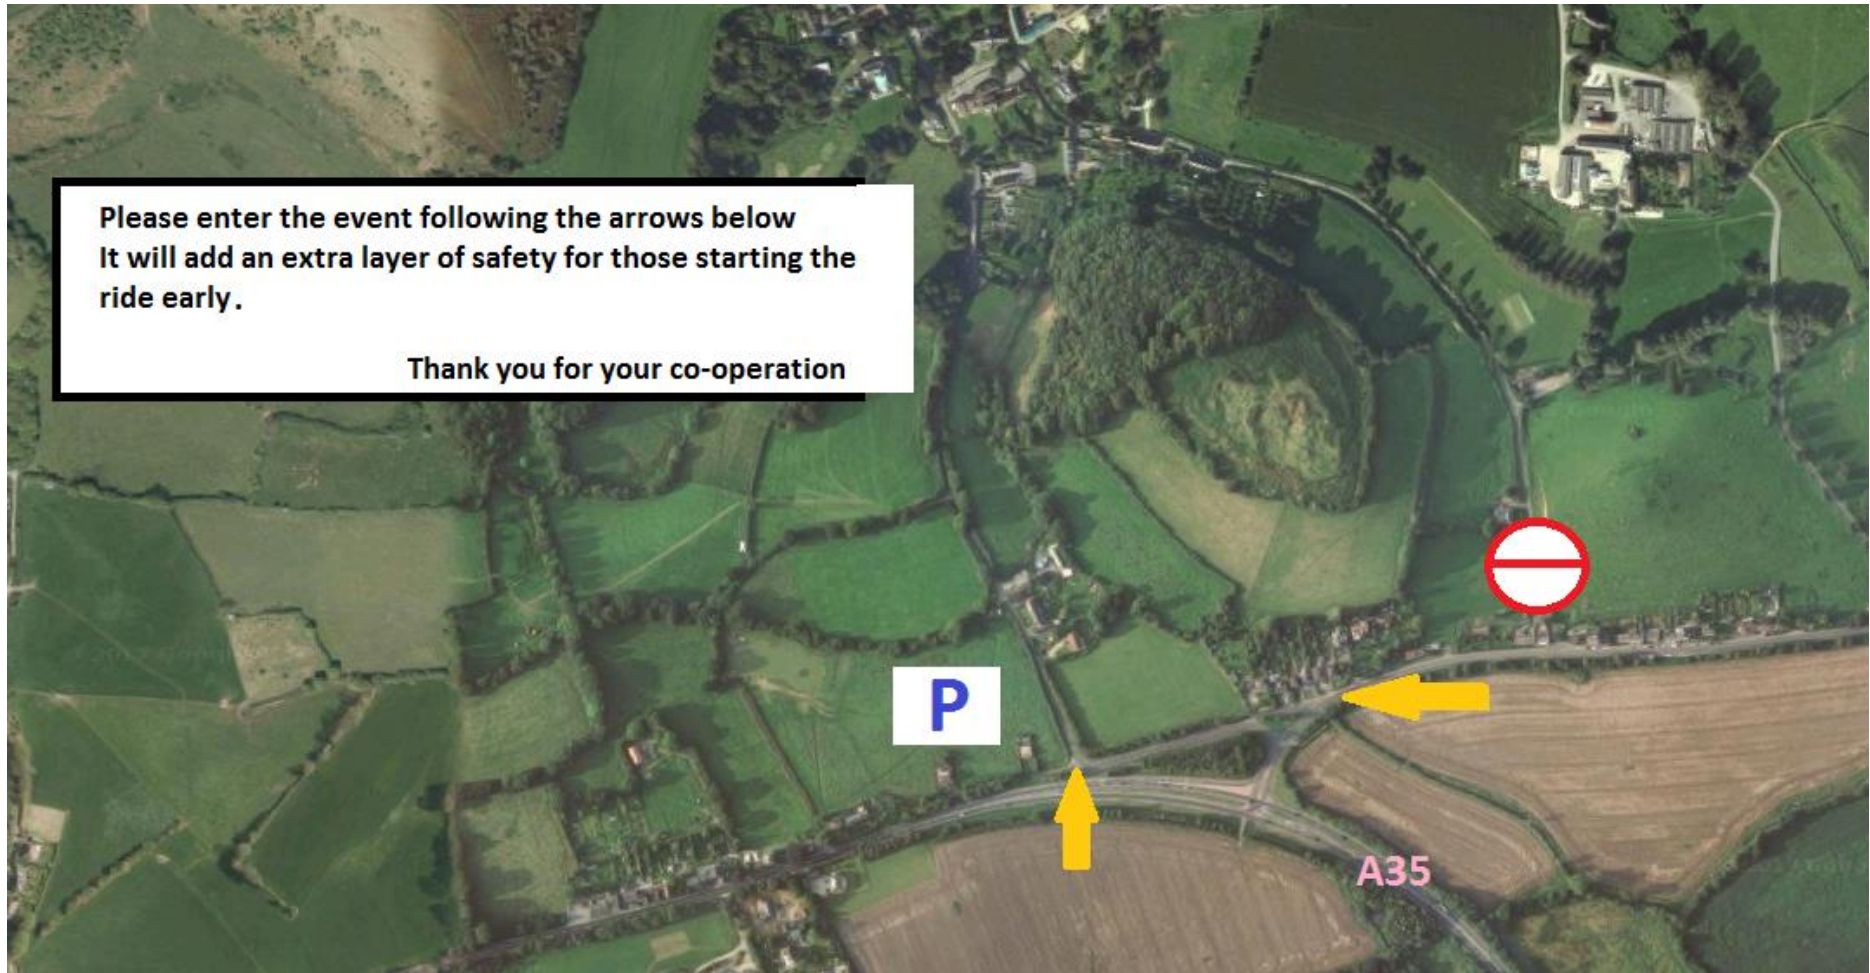 Please enter the event following the arrows below
It will add an extra layer of safety for those starting the
ride early.
Thank you for your co-operation
P
A35